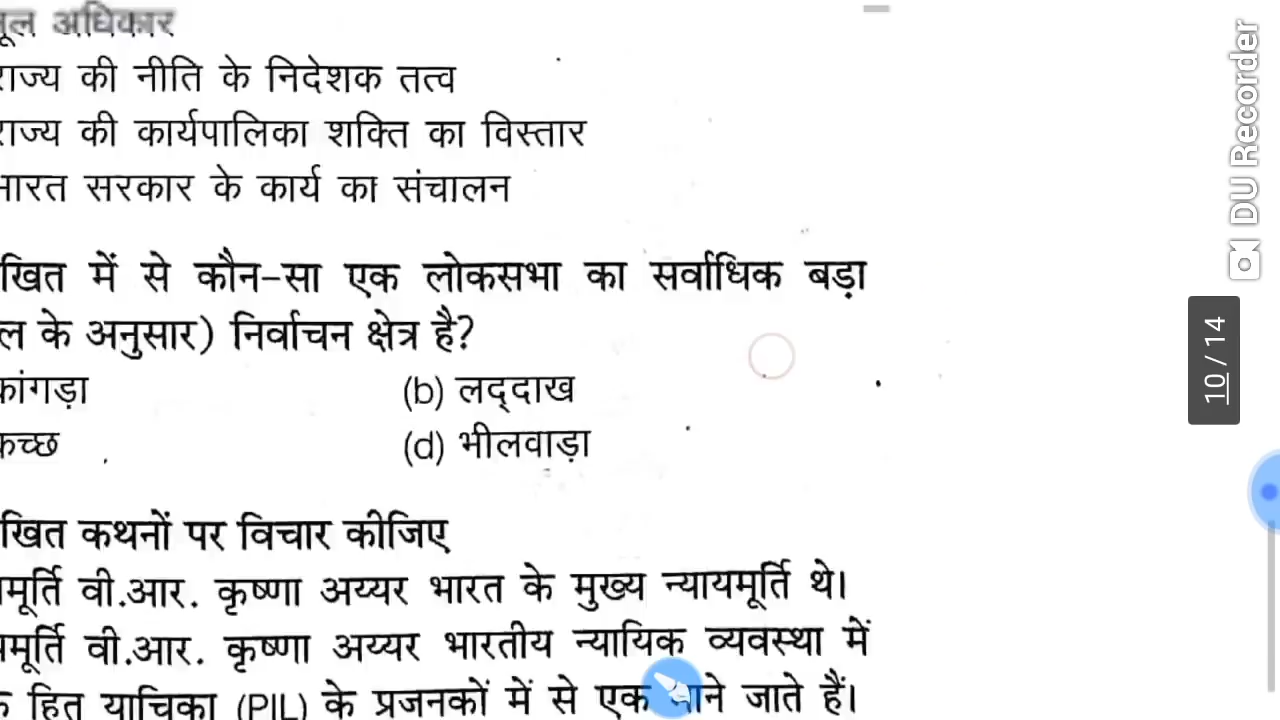 मूल अधिकार
राज्य की नीति के निदेशक तत्व
राज्य की कार्यपालिका शक्ति का विस्तार
भारत सरकार के कार्य का संचालन
खित में से कौन-सा एक लोकसभा का सर्वाधिक बड़ा
ल के अनुसार) निर्वाचन क्षेत्र है?
कांगड़ा (b) लद्दाख
कच्छ (d) भीलवाड़ा
खित कथनों पर विचार कीजिए
मूर्ति वी.आर. कृष्णा अय्यर भारत के मुख्य न्यायमूर्ति थे।
मूर्ति वी.आर. कृष्णा अय्यर भारतीय न्यायिक व्यवस्था में
हित याचिका (PIL) के प्रजनकों में से एक माने जाते हैं।
DU Recorder
10 / 14